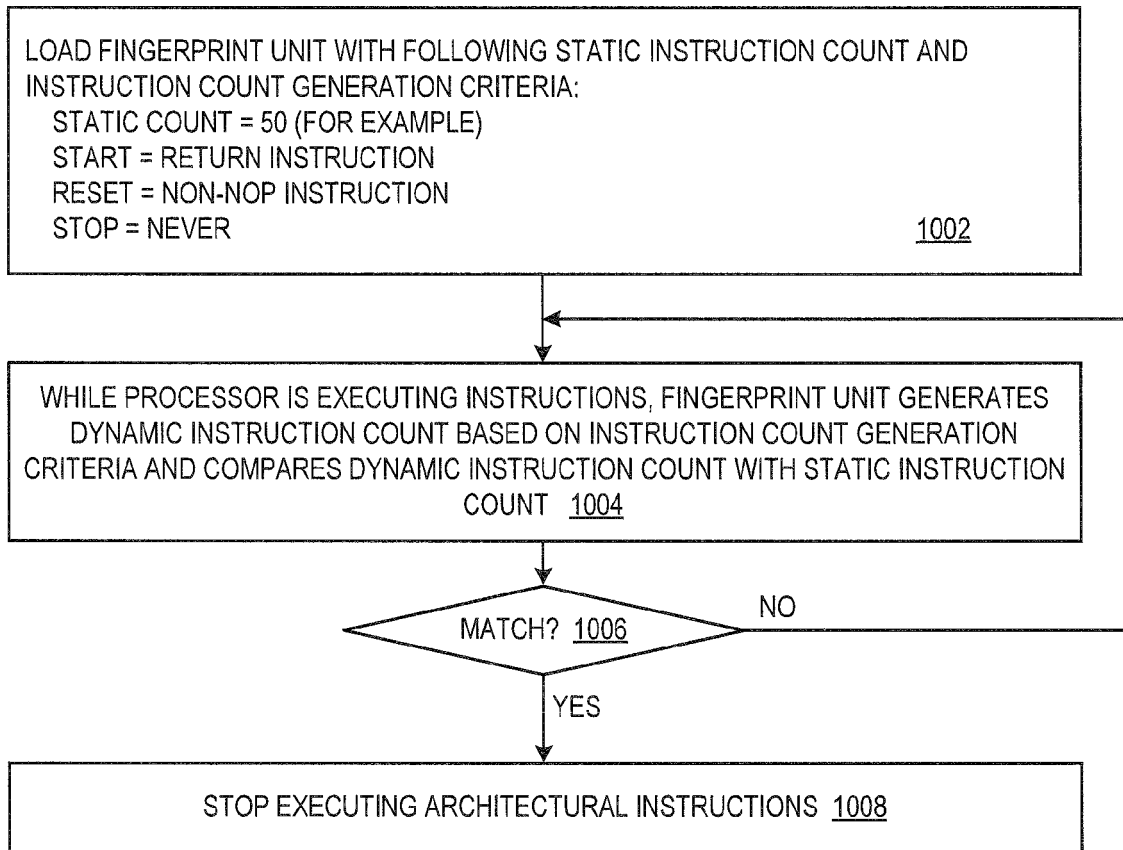 LOAD FINGERPRINT UNIT WITH FOLLOWING STATIC INSTRUCTION COUNT AND
INSTRUCTION COUNT GENERATION CRITERIA:
STATIC COUNT = 50 (FOR EXAMPLE)
START = RETURN INSTRUCTION
RESET = NON-NOP INSTRUCTION
STOP = NEVER 1002
WHILE PROCESSOR IS EXECUTING INSTRUCTIONS, FINGERPRINT UNIT GENERATES
DYNAMIC INSTRUCTION COUNT BASED ON INSTRUCTION COUNT GENERATION
CRITERIA AND COMPARES DYNAMIC INSTRUCTION COUNT WITH STATIC INSTRUCTION
COUNT 1004
NO
MATCH? 1006
YES
STOP EXECUTING ARCHITECTURAL INSTRUCTIONS 1008